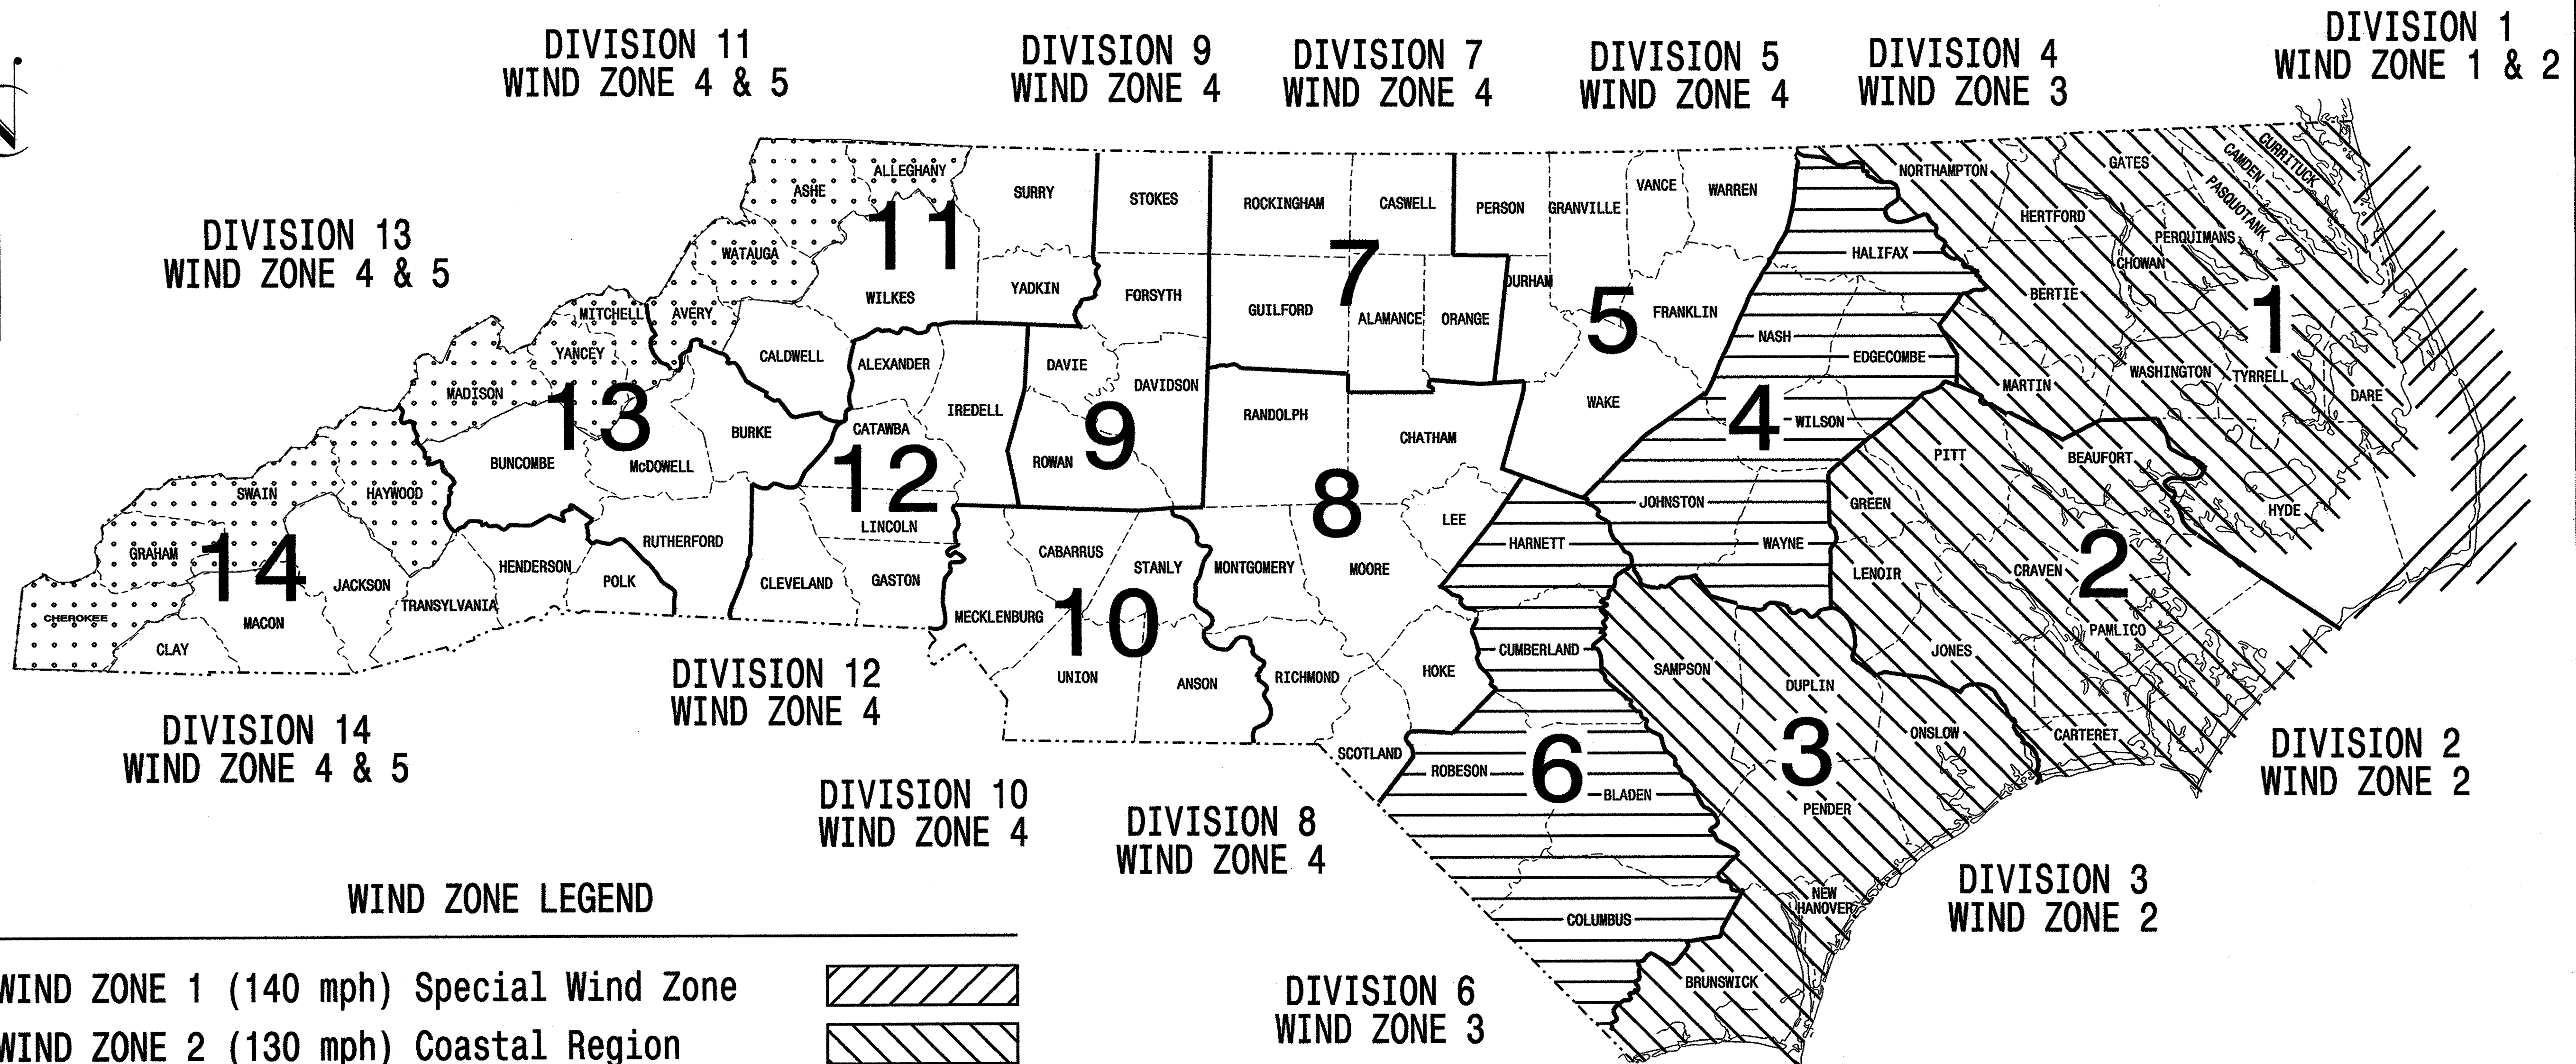 DIVISION 1
WIND ZONE 1 & 2
DIVISION 11
WIND ZONE 4 & 5
DIVISION 9
WIND ZONE 4
DIVISION 7
WIND ZONE 4
DIVISION 5
WIND ZONE 4
DIVISION 4
WIND ZONE 3
DIVISION 13
WIND ZONE 4 & 5
ALLEGHANY
ASHE
11
SURRY
STOKES
ROCKINGHAM
CASWELL
PERSON
GRANVILLE
VANCE
WARREN
NORTHAMPTON
GATES
CAMDEN
CURRITUCK
PASQUOTANK
HERTFORD
PERQUIMANS
CHOWAN
HALIFAX
WATAUGA
WILKES
YADKIN
FORSYTH
7
GUILFORD
ALAMANCE
ORANGE
DURHAM
5
FRANKLIN
BERTIE
1
MITCHELL
AVERY
YANCEY
CALDWELL
ALEXANDER
DAVIE
DAVIDSON
NASH
EDGECOMBE
MARTIN
WASHINGTON
TYRRELL
DARE
MADISON
13
IREDELL
9
RANDOLPH
WAKE
4
WILSON
BURKE
CATAWBA
CHATHAM
BUNCOMBE
McDOWELL
12
ROWAN
PITT
BEAUFORT
SWAIN
HAYWOOD
LINCOLN
8
LEE
JOHNSTON
GREEN
HYDE
GRAHAM
14
JACKSON
HENDERSON
RUTHERFORD
POLK
CLEVELAND
GASTON
CABARRUS
STANLY
MONTGOMERY
MOORE
HARNETT
WAYNE
LENOIR
CRAVEN
2
CHEROKEE
MACON
TRANSYLVANIA
CLAY
MECKLENBURG
10
UNION
ANSON
RICHMOND
HOKE
CUMBERLAND
SAMPSON
DUPLIN
JONES
PAMLICO
DIVISION 12
WIND ZONE 4
DIVISION 14
WIND ZONE 4 & 5
SCOTLAND
ROBESON
6
BLADEN
3
PENDER
ONSLOW
CARTERET
DIVISION 2
WIND ZONE 2
DIVISION 10
WIND ZONE 4
DIVISION 8
WIND ZONE 4
COLUMBUS
NEW
HANOVER
BRUNSWICK
DIVISION 3
WIND ZONE 2
DIVISION 6
WIND ZONE 3
WIND ZONE LEGEND
WIND ZONE 1 (140 mph) Special Wind Zone
WIND ZONE 2 (130 mph) Coastal Region